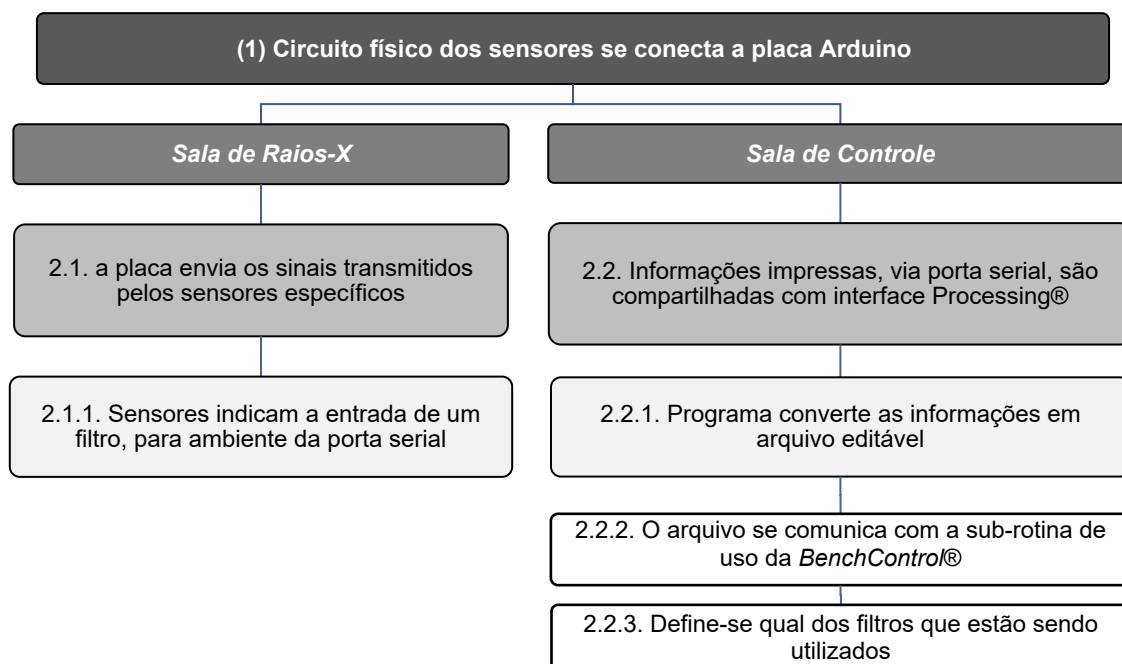 (1) Circuito físico dos sensores se conecta a placa Arduino
Sala de Raios-X
2.1. a placa envia os sinais transmitidos
pelos sensores específicos
2.1.1. Sensores indicam a entrada de um
filtro, para ambiente da porta serial
Sala de Controle
2.2. Informações impressas, via porta serial, são
compartilhadas com interface Processing®
2.2.1. Programa converte as informações em
arquivo editável
2.2.2. O arquivo se comunica com a sub-rotina de
uso da BenchControl®
2.2.3. Define-se qual dos filtros que estão sendo
utilizados